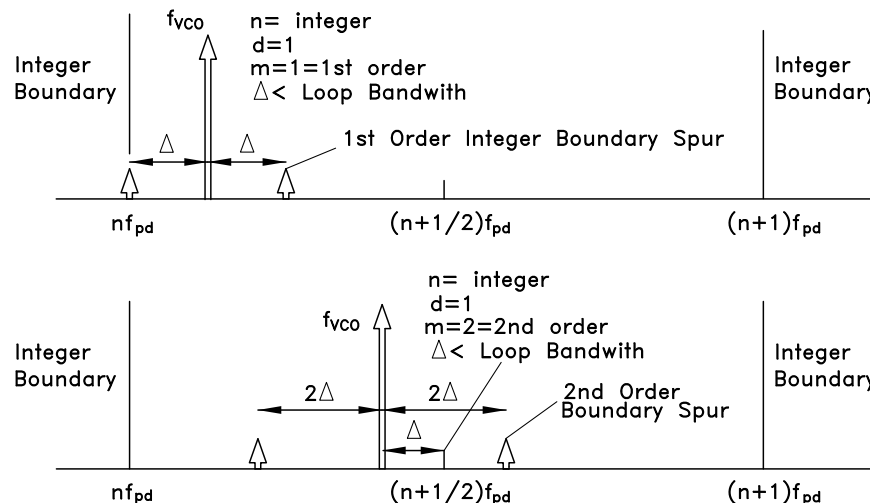 f_VCO
n= integer
d=1
m=1=1st order
Δ< Loop Bandwith
Integer
Boundary
Integer
Boundary
Δ
Δ
1st Order Integer Boundary Spur
nf_pd
(n+1/2)f_pd
(n+1)f_pd
n= integer
d=1
m=2=2nd order
Δ< Loop Bandwith
f_VCO
Integer
Boundary
Integer
Boundary
2Δ
2Δ
2nd Order
Boundary Spur
Δ
nf_pd
(n+1/2)f_pd
(n+1)f_pd